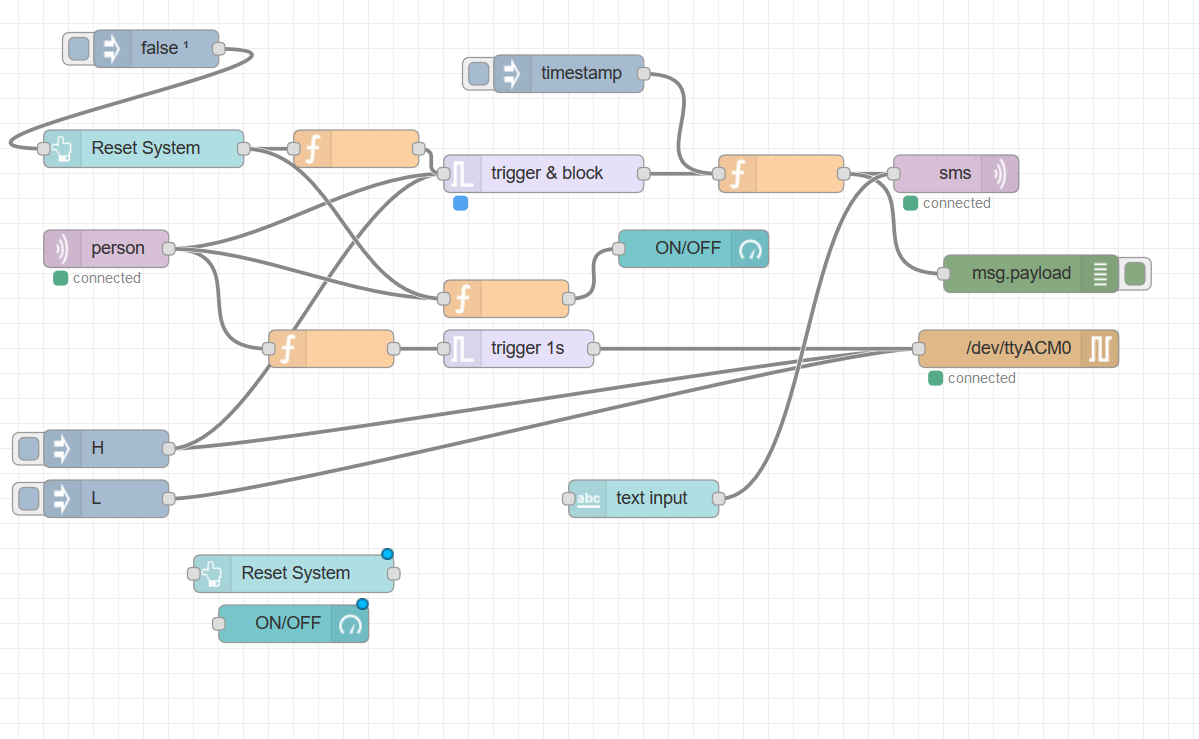 false ¹
timestamp
Reset System
trigger & block
sms
connected
person
connected
ON/OFF
msg.payload
trigger 1s
/dev/ttyACM0
connected
H
L
abc
text input
Reset System
ON/OFF